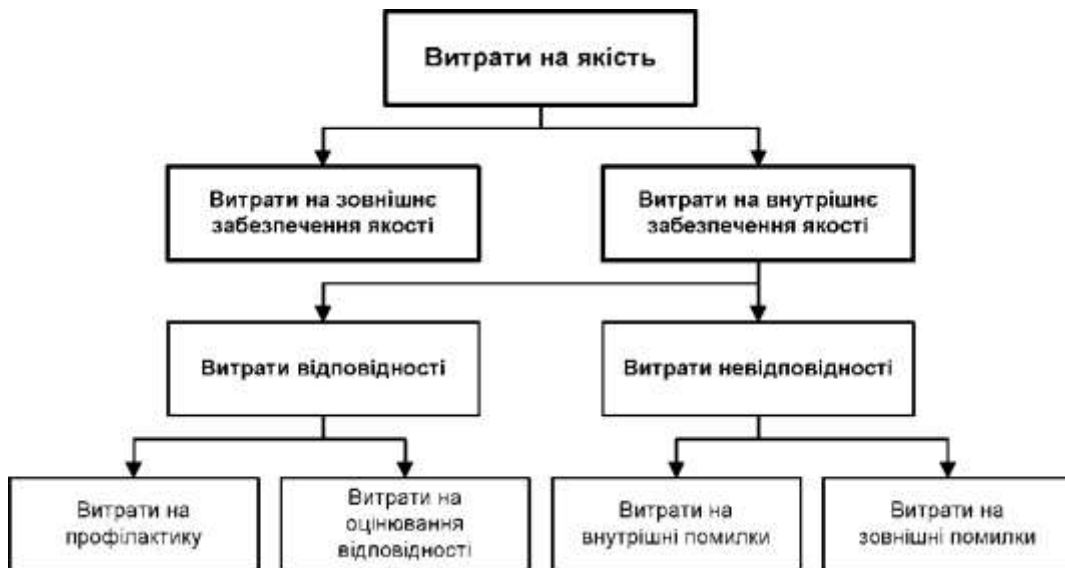 Витрати на якість
Витрати на зовнішнє
забезпечення якості
Витрати на внутрішнє
забезпечення якості
Витрати відповідності
Витрати невідповідності
Витрати на
профілактику
Витрати на
оцінювання
відповідності
Витрати на
внутрішні помилки
Витрати на
зовнішні помилки